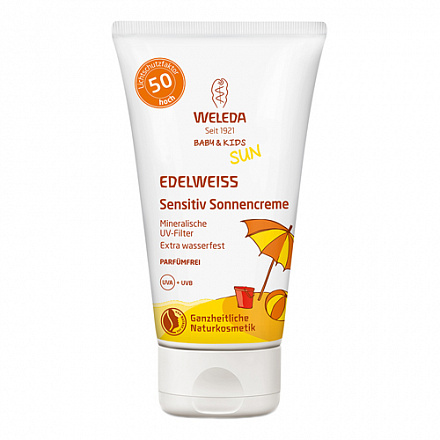 Lichtschutzfaktor
50
hoch
WELEDA
Seit 1921
BABY & KIDS
SUN
EDELWEISS
Sensitiv Sonnencreme
Mineralische
UV-Filter
Extra wasserfest
PARFÜMFREI
UVA + UVB
Ganzheitliche
Naturkosmetik